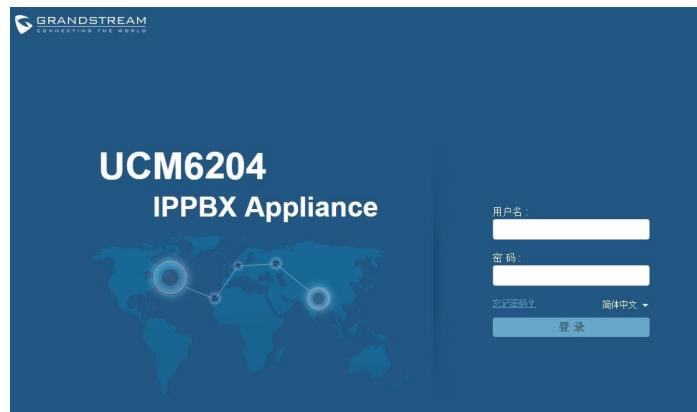 GRANDSTREAM
CONNECTING THE WORLD
UCM6204
IPPBX Appliance
用户名 :
密 码 :
忘记密码？
简体中文
登 录